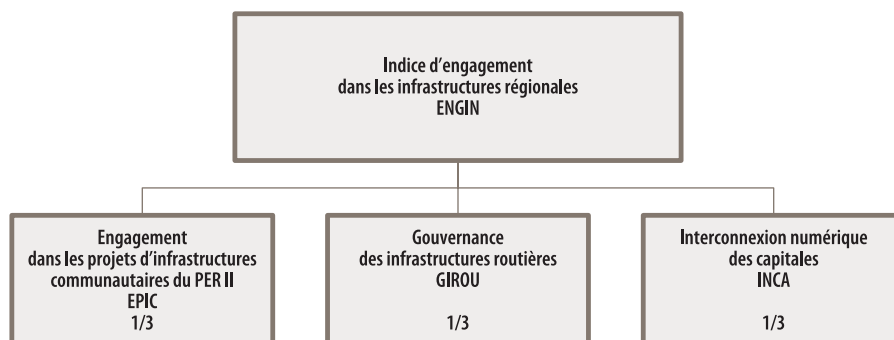 Indice d’engagement
dans les infrastructures régionales
ENGIN
Engagement
dans les projets d’infrastructures
communautaires du PER II
EPIC
1/3
Gouvernance
des infrastructures routières
GIROU
1/3
Interconnexion numérique
des capitales
INCA
1/3